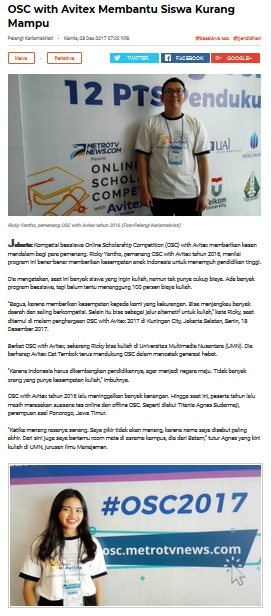 OSC with Avitex Membantu Siswa Kurang
Mampu
Pelangi Karismakristi - Kamis, 28 Dec 2017 07:00 WIB
#beasiswa osc #pendidikan
News
Peristiwa
TWITTER
FACEBOOK
GOOGLE+
12 PTS Penduku
METROTV
NEWS.COM
ONLINE
SCHOLARSHIP
COMPETITION
with AVITEX
UAI
Telkom
University
Ricky Yantho, pemenang OSC with Avitex tahun 2016 (Foto:Pelangi Karismakristi)
Jakarta: Kompetisi beasiswa Online Scholarship Competition (OSC) with Avitex memberikan kesan
mendalam bagi para pemenang. Ricky Yantho, pemenang OSC with Avitex tahun 2016, menilai
program ini benar-benar memberikan kesempatan anak Indonesia untuk menempuh pendidikan tinggi.
Dia mengatakan, saat ini banyak siswa yang ingin kuliah, namun tak punya cukup biaya. Ada banyak
program beasiswa, tapi belum tentu menanggung 100 persen biaya kuliah.
"Bagus, karena memberikan kesempatan kepada kami yang kekurangan. Bisa menjangkau banyak
daerah dan saling berkompetisi. Selain itu bisa sebagai jalur alternatif untuk kuliah," kata Ricky, saat
ditemui di malam penghargaan OSC with Avitex 2017 di Kuningan City, Jakarta Selatan, Senin, 18
Desember 2017.
Berkat OSC with Avitex, sekarang Ricky bisa kuliah di Universitas Multimedia Nusantara (UMN). Dia
berharap Avitex Cat Tembok terus mendukung OSC dalam mencetak generasi hebat.
"Karena Indonesia harus dikembangkan pendidikannya, agar menjadi negara maju. Tidak banyak
orang yang punya kesempatan kuliah," imbuhnya.
OSC with Avitex tahun 2016 lalu meninggalkan banyak kenangan. Hingga saat ini, peserta tahun lalu
masih merasakan suasana tes online dan offline OSC. Seperti diakui Titania Agnes Sudarmaji,
perempuan asal Ponorogo, Jawa Timur.
"Ketika menang rasanya senang. Saya pikir tidak akan menang, karena nama saya disebut paling
akhir. Dari sini juga saya bertemu room mate di asrama kampus, dia dari Batam," tutur Agnes yang kini
kuliah di UMN, jurusan Ilmu Manajemen.
#OSC2017
osc.metrotvnews.com